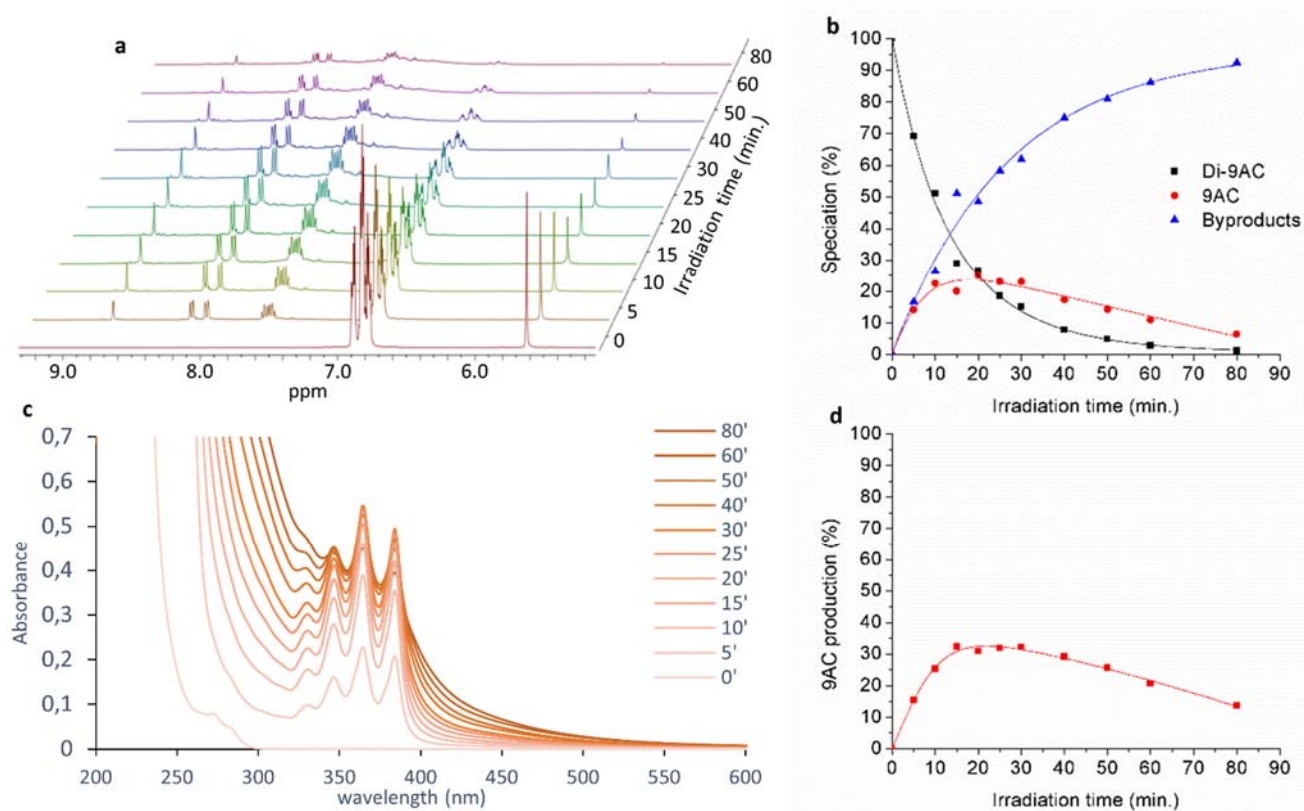 a
80
60
50
40
30
25
20
15
10
5
0
Irradiation time (min.)
9.0 8.0 7.0 6.0
ppm
b
100
90
80
70
60
50
40
30
20
10
0
Speciation (%)
Di-9AC
9AC
Byproducts
0 10 20 30 40 50 60 70 80 90
Irradiation time (min.)
c
0,7
0,6
0,5
0,4
0,3
0,2
0,1
0
Absorbance
80'
60'
50'
40'
30'
25'
20'
15'
10'
5'
0'
200 250 300 350 400 450 500 550 600
wavelength (nm)
d
100
90
80
70
60
50
40
30
20
10
0
9AC production (%)
0 10 20 30 40 50 60 70 80 90
Irradiation time (min.)